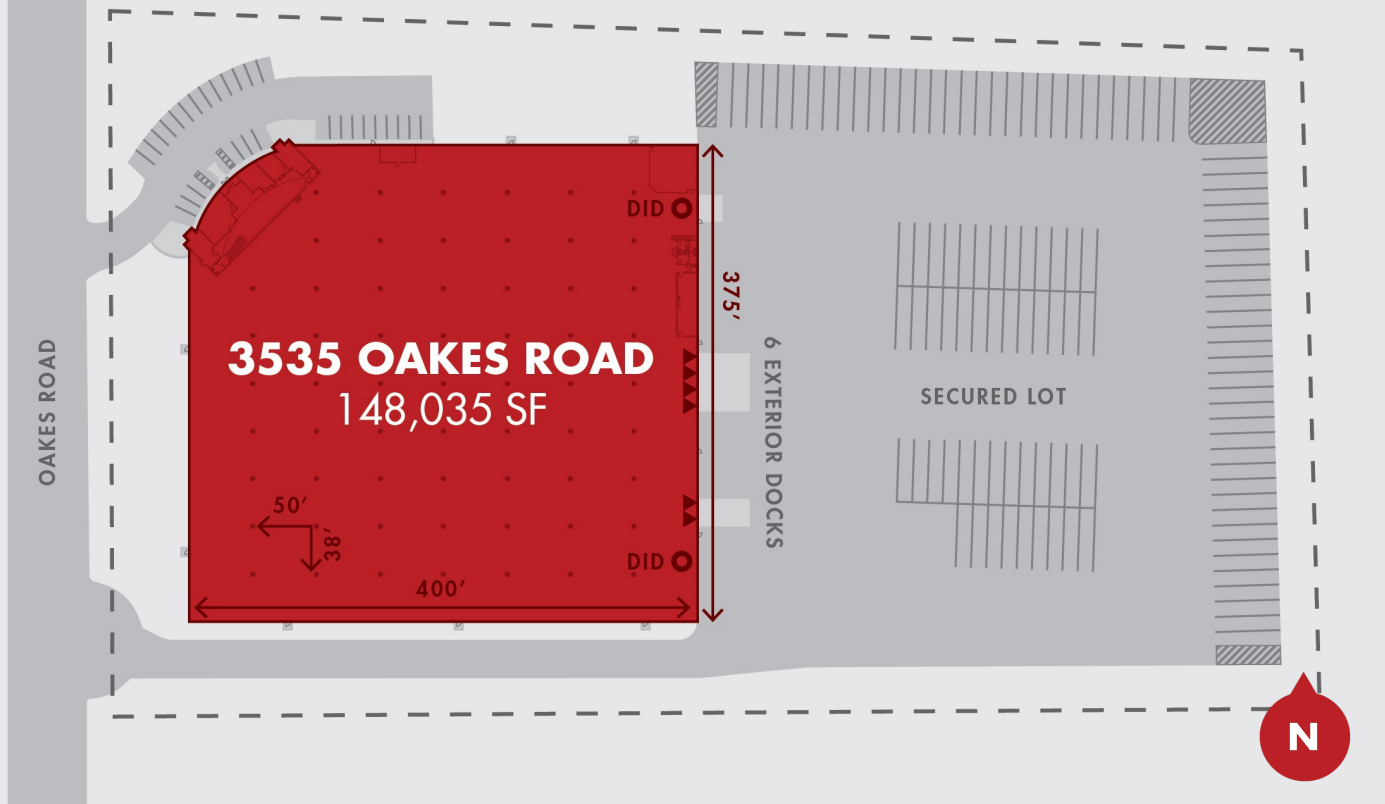 OAKES ROAD
DID
375′
3535 OAKES ROAD
148,035 SF
6 EXTERIOR DOCKS
SECURED LOT
50′
38′
DID
400′
N